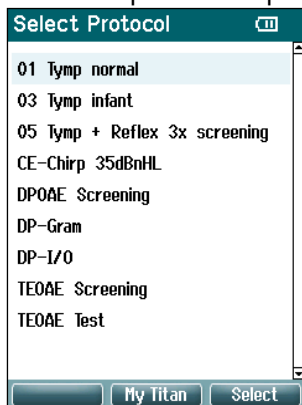 Select Protocol
01 Tymp normal
03 Tymp infant
05 Tymp + Reflex 3x screening
CE-Chirp 35dBnHL
DPOAE Screening
DP-Gram
DP-I/O
TEOAE Screening
TEOAE Test
My Titan Select